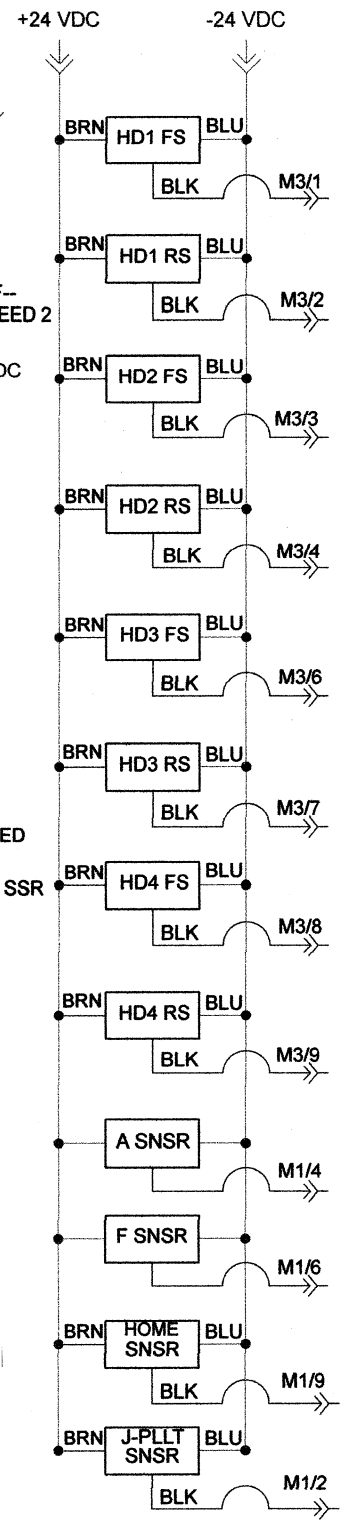 +24 VDC -24 VDC
BRN HD1 FS BLU
BLK M3/1
BRN HD1 RS BLU
BLK M3/2
F--
EED 2
DC
BRN HD2 FS BLU
BLK M3/3
BRN HD2 RS BLU
BLK M3/4
BRN HD3 FS BLU
BLK M3/6
BRN HD3 RS BLU
BLK M3/7
ED
SSR
BRN HD4 FS BLU
BLK M3/8
BRN HD4 RS BLU
BLK M3/9
A SNSR
M1/4
F SNSR
M1/6
BRN HOME SNSR BLU
BLK M1/9
BRN J-PLLT SNSR BLU
BLK M1/2